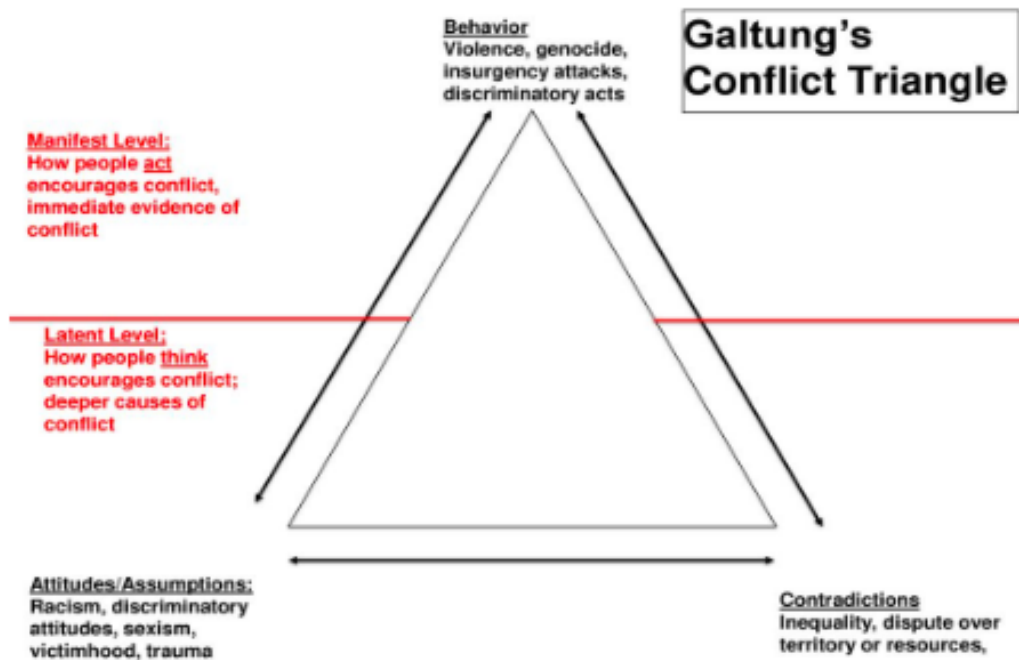 Galtung's
Conflict Triangle
Behavior
Violence, genocide,
insurgency attacks,
discriminatory acts
Manifest Level:
How people act
encourages conflict,
immediate evidence of
conflict
Latent Level;
How people think
encourages conflict;
deeper causes of
conflict
Attitudes/Assumptions:
Racism, discriminatory
attitudes, sexism,
victimhood, trauma
Contradictions
Inequality, dispute over
territory or resources,